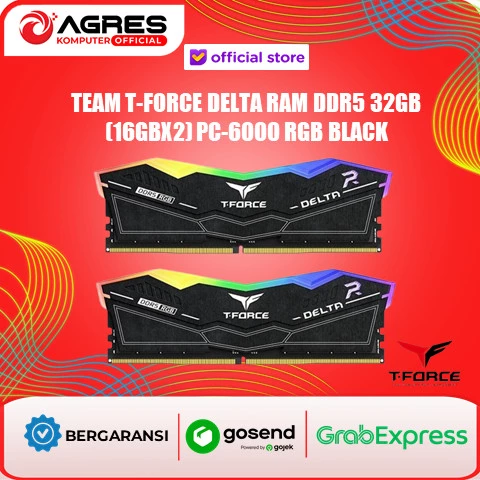 AGRES
KOMPUTER OFFICIAL
official store
TEAM T-FORCE DELTA RAM DDR5 32GB
(16GBX2) PC-6000 RGB BLACK
DDR5 RGB
T-FORCE
DELTA R
DDR5 RGB
T-FORCE
DELTA R
T-FORCE
BERGARANSI
gosend
Powered by gojek
GrabExpress